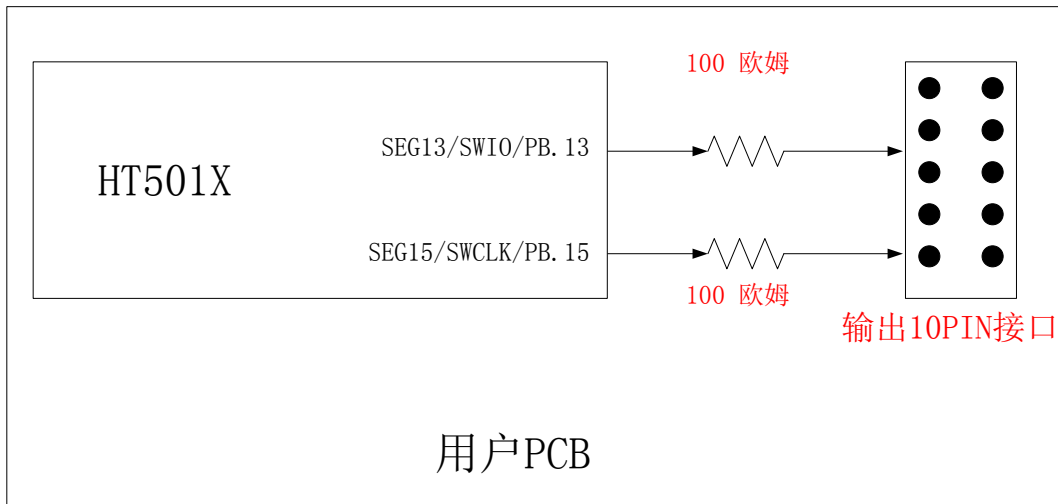 100 欧姆
SEG13/SWIO/PB.13
HT501X
SEG15/SWCLK/PB.15
100 欧姆
输出10PIN接口
用户PCB